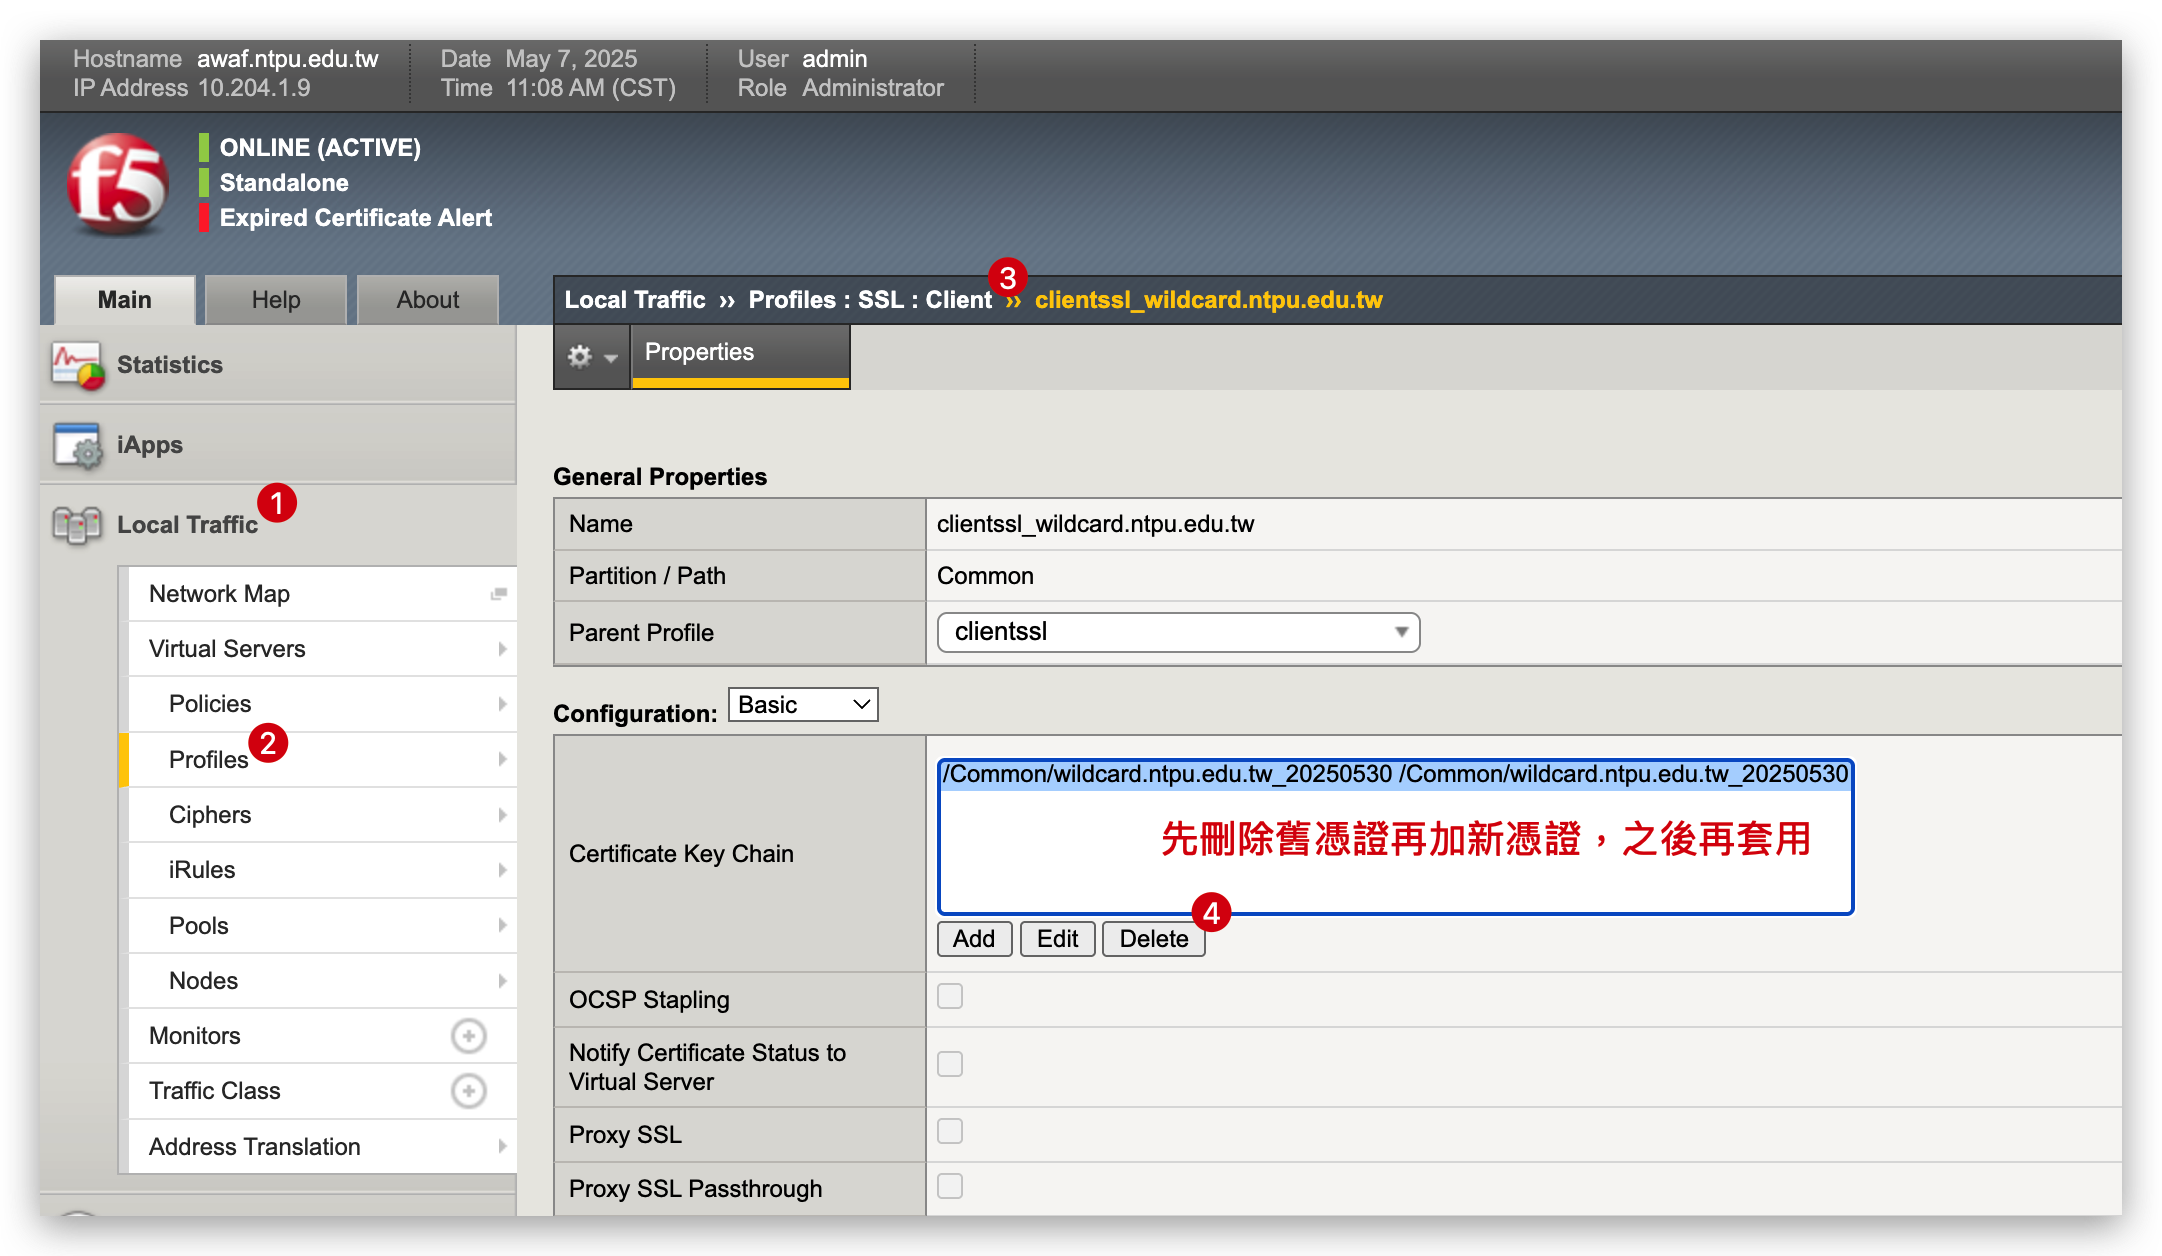 Hostname awaf.ntpu.edu.tw
IP Address 10.204.1.9
Date May 7, 2025
Time 11:08 AM (CST)
User admin
Role Administrator
f5
ONLINE (ACTIVE)
Standalone
Expired Certificate Alert
Main
Help
About
Statistics
iApps
Local Traffic
1
Network Map
Virtual Servers
Policies
Profiles
2
Ciphers
iRules
Pools
Nodes
Monitors
Traffic Class
Address Translation
3
Local Traffic ›› Profiles : SSL : Client ›› clientssl_wildcard.ntpu.edu.tw
Properties
General Properties
Name clientssl_wildcard.ntpu.edu.tw
Partition / Path Common
Parent Profile clientssl
Configuration: Basic
Certificate Key Chain
/Common/wildcard.ntpu.edu.tw_20250530 /Common/wildcard.ntpu.edu.tw_20250530
先刪除舊憑證再加新憑證，之後再套用
4
Add Edit Delete
OCSP Stapling
Notify Certificate Status to
Virtual Server
Proxy SSL
Proxy SSL Passthrough